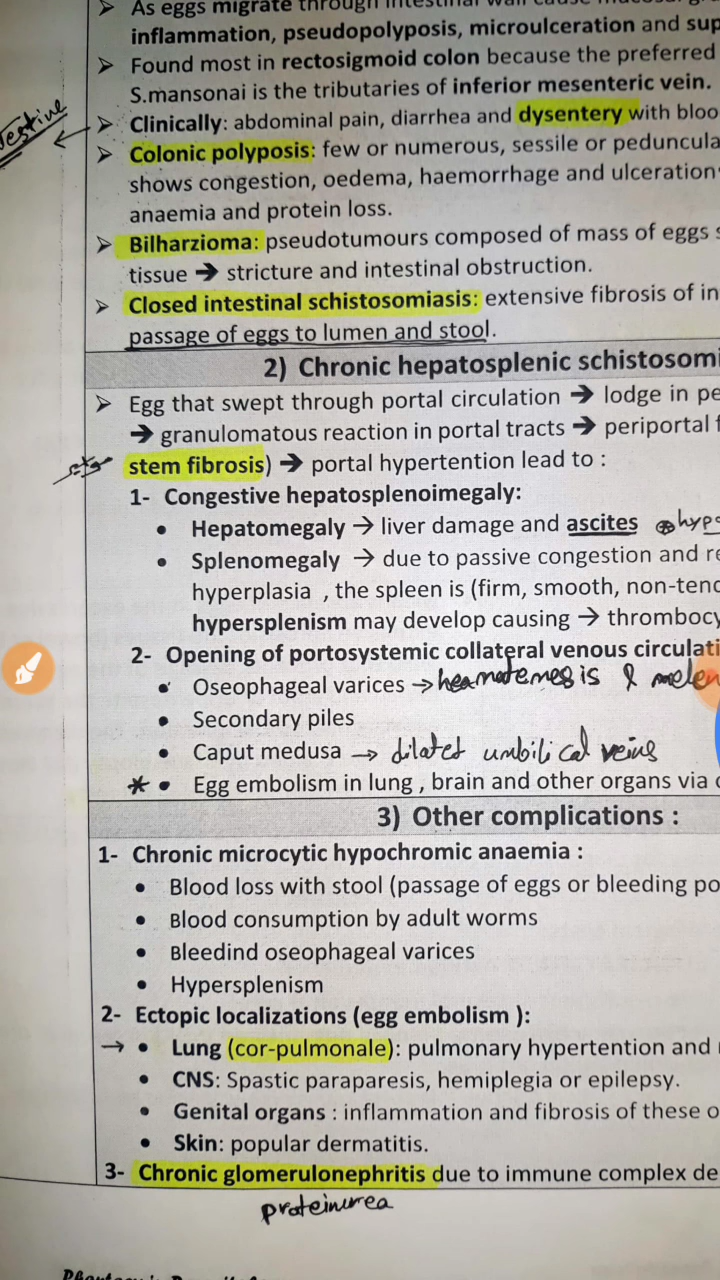 ➤ As eggs migrate through intestinal wall cause mucosal
inflammation, pseudopolyposis, microulceration and sup
➤ Found most in rectosigmoid colon because the preferred
S.mansonai is the tributaries of inferior mesenteric vein.
➤ Clinically: abdominal pain, diarrhea and dysentery with bloo
➤ Colonic polyposis: few or numerous, sessile or peduncula
shows congestion, oedema, haemorrhage and ulceration
anaemia and protein loss.
➤ Bilharzioma: pseudotumours composed of mass of eggs s
tissue ➔ stricture and intestinal obstruction.
➤ Closed intestinal schistosomiasis: extensive fibrosis of in
passage of eggs to lumen and stool.
2) Chronic hepatosplenic schistosomi
➤ Egg that swept through portal circulation ➔ lodge in pe
➔ granulomatous reaction in portal tracts ➔ periportal f
stem fibrosis) ➔ portal hypertention lead to :
1- Congestive hepatosplenoimegaly:
• Hepatomegaly → liver damage and ascites hypo
• Splenomegaly → due to passive congestion and re
hyperplasia , the spleen is (firm, smooth, non-tend
hypersplenism may develop causing → thrombocy
2- Opening of portosystemic collateral venous circulati
• Oseophageal varices → heamatemesis & melen
• Secondary piles
• Caput medusa → dilated umbilical veins
* • Egg embolism in lung , brain and other organs via c
3) Other complications :
1- Chronic microcytic hypochromic anaemia :
• Blood loss with stool (passage of eggs or bleeding po
• Blood consumption by adult worms
• Bleedind oseophageal varices
• Hypersplenism
2- Ectopic localizations (egg embolism ):
→ • Lung (cor-pulmonale): pulmonary hypertention and
• CNS: Spastic paraparesis, hemiplegia or epilepsy.
• Genital organs : inflammation and fibrosis of these o
• Skin: popular dermatitis.
3- Chronic glomerulonephritis due to immune complex de
proteinurea